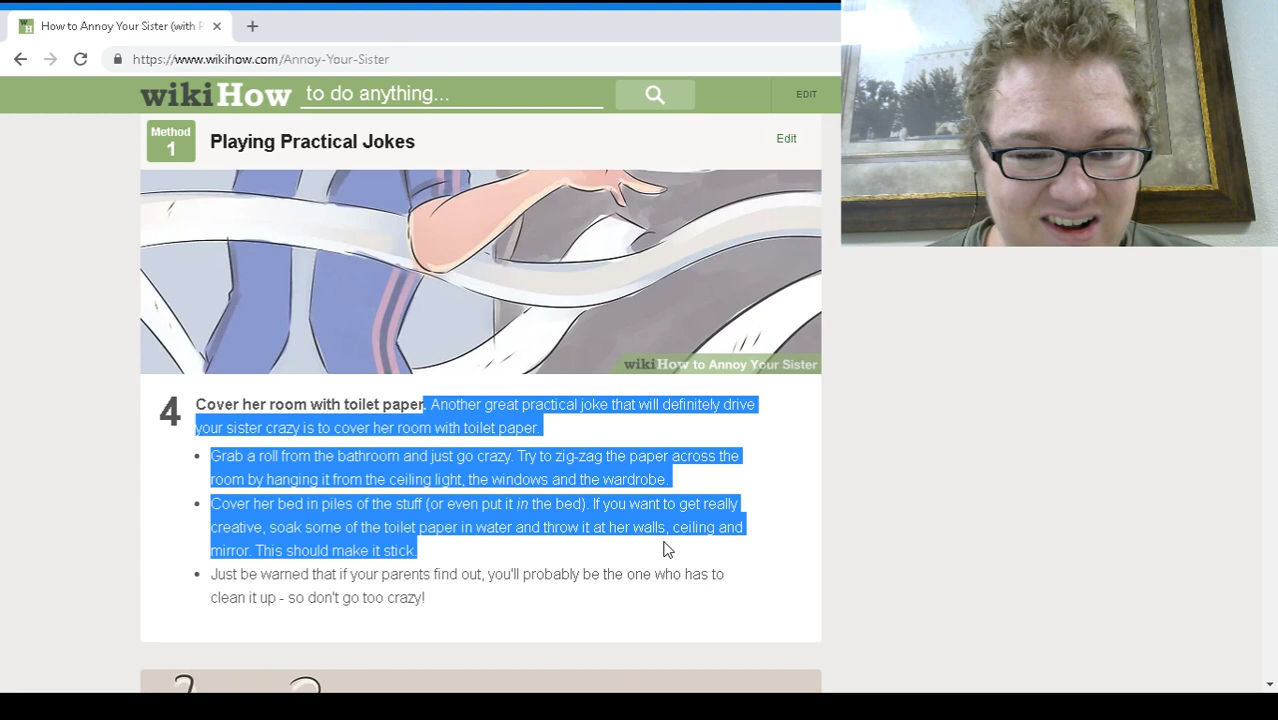 How to Annoy Your Sister (with
https://www.wikihow.com/Annoy-Your-Sister
wikiHow to do anything... EDIT
Method
1
Playing Practical Jokes
Edit
wikiHow to Annoy Your Sister
4
Cover her room with toilet paper. Another great practical joke that will definitely drive
your sister crazy is to cover her room with toilet paper.
Grab a roll from the bathroom and just go crazy. Try to zig-zag the paper across the
room by hanging it from the ceiling light, the windows and the wardrobe.
Cover her bed in piles of the stuff (or even put it in the bed). If you want to get really
creative, soak some of the toilet paper in water and throw it at her walls, ceiling and
mirror. This should make it stick.
Just be warned that if your parents find out, you'll probably be the one who has to
clean it up - so don't go too crazy!